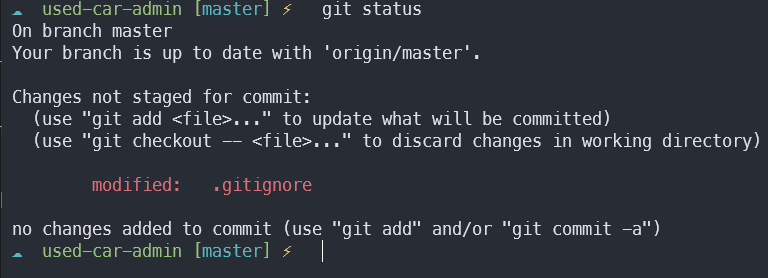 ☁ used-car-admin [master] ⚡ git status
On branch master
Your branch is up to date with 'origin/master'.
Changes not staged for commit:
(use "git add <file>..." to update what will be committed)
(use "git checkout -- <file>..." to discard changes in working directory)
modified: .gitignore
no changes added to commit (use "git add" and/or "git commit -a")
☁ used-car-admin [master] ⚡